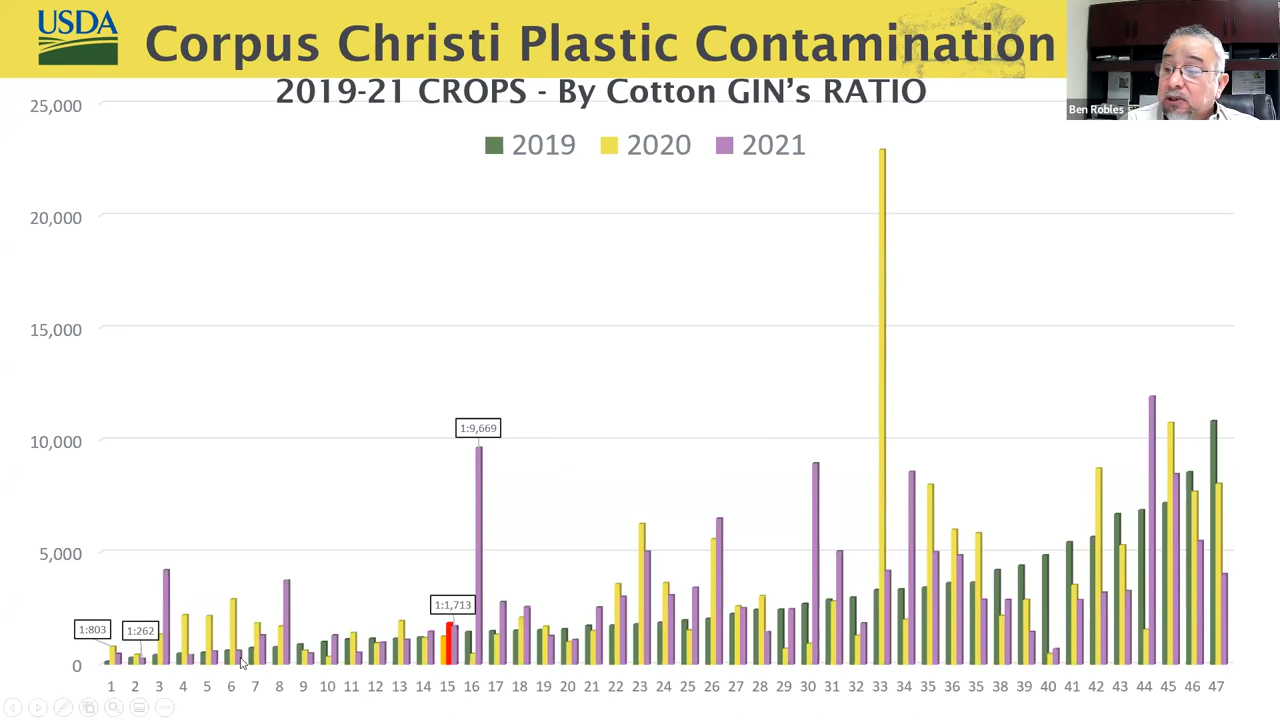 USDA
Corpus Christi Plastic Contamination
2019-21 CROPS - By Cotton GIN's RATIO
Ben Robles
2019 2020 2021
25,000
20,000
15,000
10,000
5,000
0
1:803
1:262
1:1,713
1:9,669
1 2 3 4 5 6 7 8 9 10 11 12 13 14 15 16 17 18 19 20 21 22 23 24 25 26 27 28 29 30 31 32 33 34 35 36 35 38 39 40 41 42 43 44 45 46 47